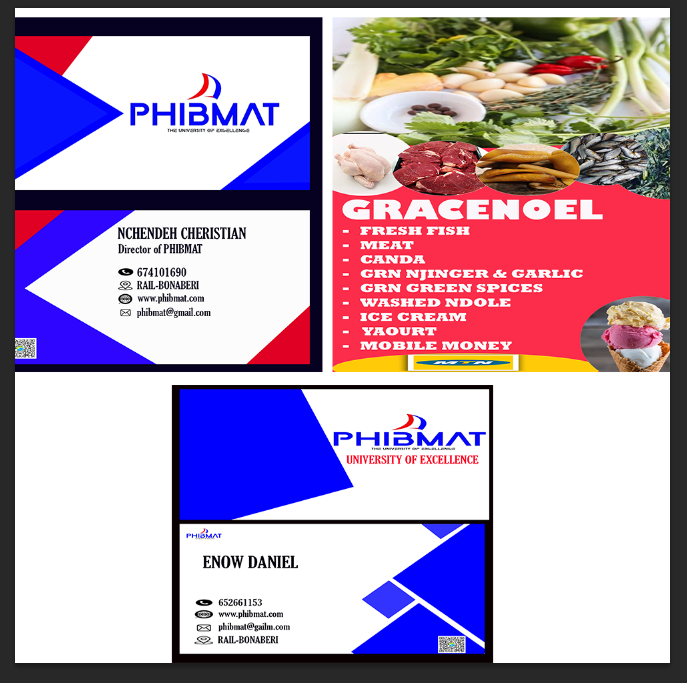 PHIBMAT
THE UNIVERSITY OF EXCELLENCE
NCHENDEH CHERISTIAN
Director of PHIBMAT
674101690
RAIL-BONABERI
www.phibmat.com
phibmat@gmail.com
GRACENOEL
- FRESH FISH
- MEAT
- CANDA
- GRN NJINGER & GARLIC
- GRN GREEN SPICES
- WASHED NDOLE
- ICE CREAM
- YAOURT
- MOBILE MONEY
MTN
PHIBMAT
THE UNIVERSITY OF EXCELLENCE
UNIVERSITY OF EXCELLENCE
PHIBMAT
ENOW DANIEL
652661153
www.phibmat.com
phibmat@gailm.com
RAIL-BONABERI